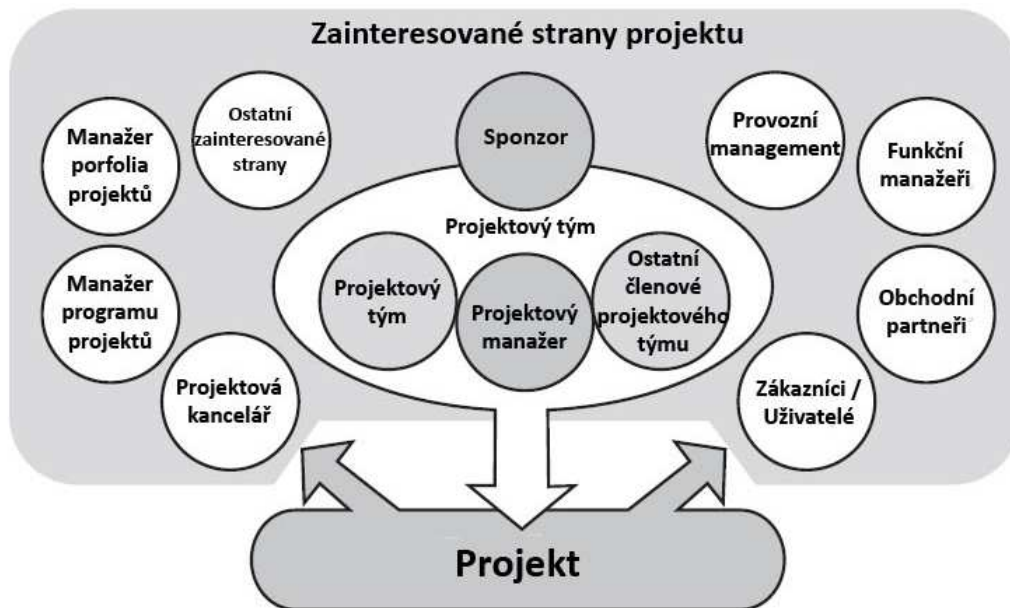 Zainteresované strany projektu
Manažer
porfolia
projektů
Ostatní
zainteresované
strany
Sponzor
Provozní
management
Funkční
manažeři
Projektový tým
Manažer
programu
projektů
Projektový
tým
Projektový
manažer
Ostatní
členové
projektového
týmu
Obchodní
partneři
Projektová
kancelář
Zákazníci /
Uživatelé
Projekt